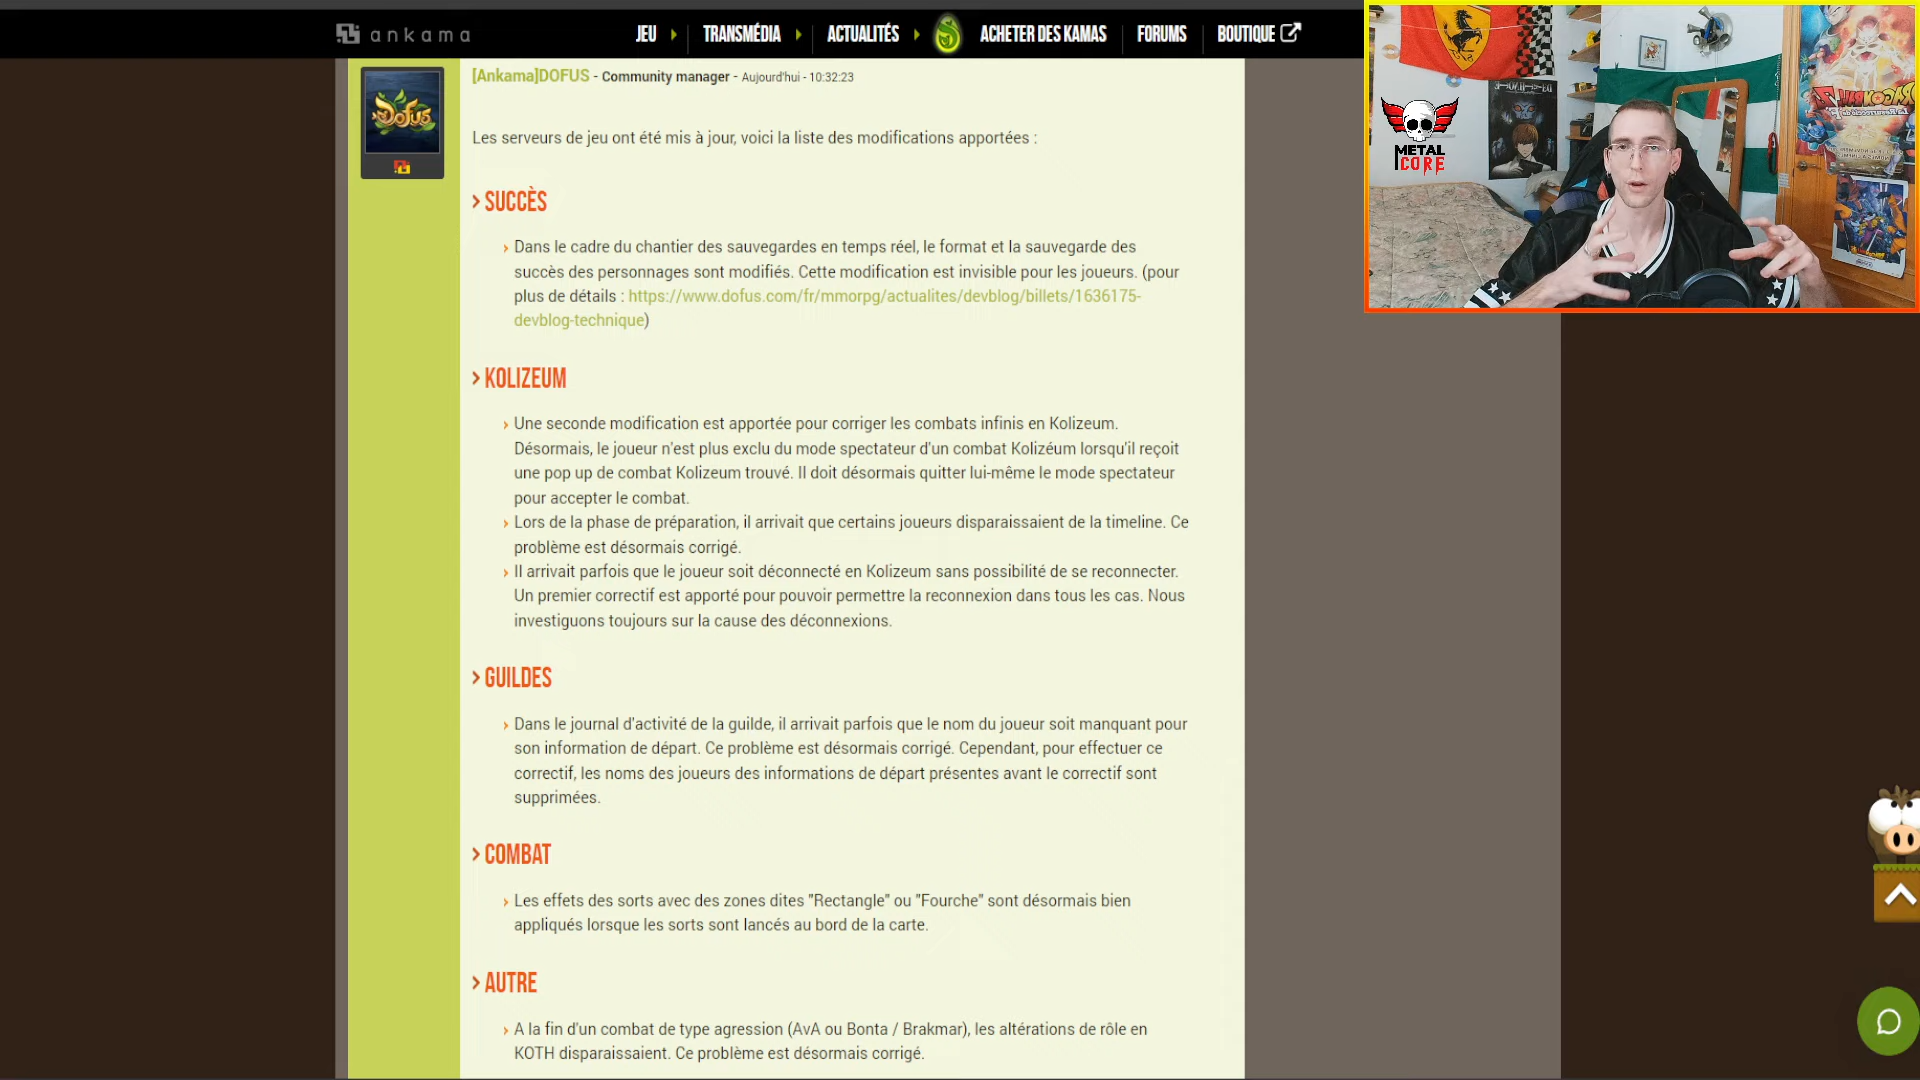 ankama
JEU
TRANSMÉDIA
ACTUALITÉS
ACHETER DES KAMAS
FORUMS
BOUTIQUE
[Ankama]DOFUS - Community manager - Aujourd'hui - 10:32:23
DOFUS
Les serveurs de jeu ont été mis à jour, voici la liste des modifications apportées :
SUCCÈS
Dans le cadre du chantier des sauvegardes en temps réel, le format et la sauvegarde des
succès des personnages sont modifiés. Cette modification est invisible pour les joueurs. (pour
plus de détails : https://www.dofus.com/fr/mmorpg/actualites/devblog/billets/1636175-
devblog-technique)
KOLIZEUM
Une seconde modification est apportée pour corriger les combats infinis en Kolizeum.
Désormais, le joueur n'est plus exclu du mode spectateur d'un combat Kolizéum lorsqu'il reçoit
une pop up de combat Kolizeum trouvé. Il doit désormais quitter lui-même le mode spectateur
pour accepter le combat.
Lors de la phase de préparation, il arrivait que certains joueurs disparaissaient de la timeline. Ce
problème est désormais corrigé.
Il arrivait parfois que le joueur soit déconnecté en Kolizeum sans possibilité de se reconnecter.
Un premier correctif est apporté pour pouvoir permettre la reconnexion dans tous les cas. Nous
investiguons toujours sur la cause des déconnexions.
GUILDES
Dans le journal d'activité de la guilde, il arrivait parfois que le nom du joueur soit manquant pour
son information de départ. Ce problème est désormais corrigé. Cependant, pour effectuer ce
correctif, les noms des joueurs des informations de départ présentes avant le correctif sont
supprimées.
COMBAT
Les effets des sorts avec des zones dites "Rectangle" ou "Fourche" sont désormais bien
appliqués lorsque les sorts sont lancés au bord de la carte.
AUTRE
A la fin d'un combat de type agression (AvA ou Bonta / Brakmar), les altérations de rôle en
KOTH disparaissaient. Ce problème est désormais corrigé.
METAL
CORE